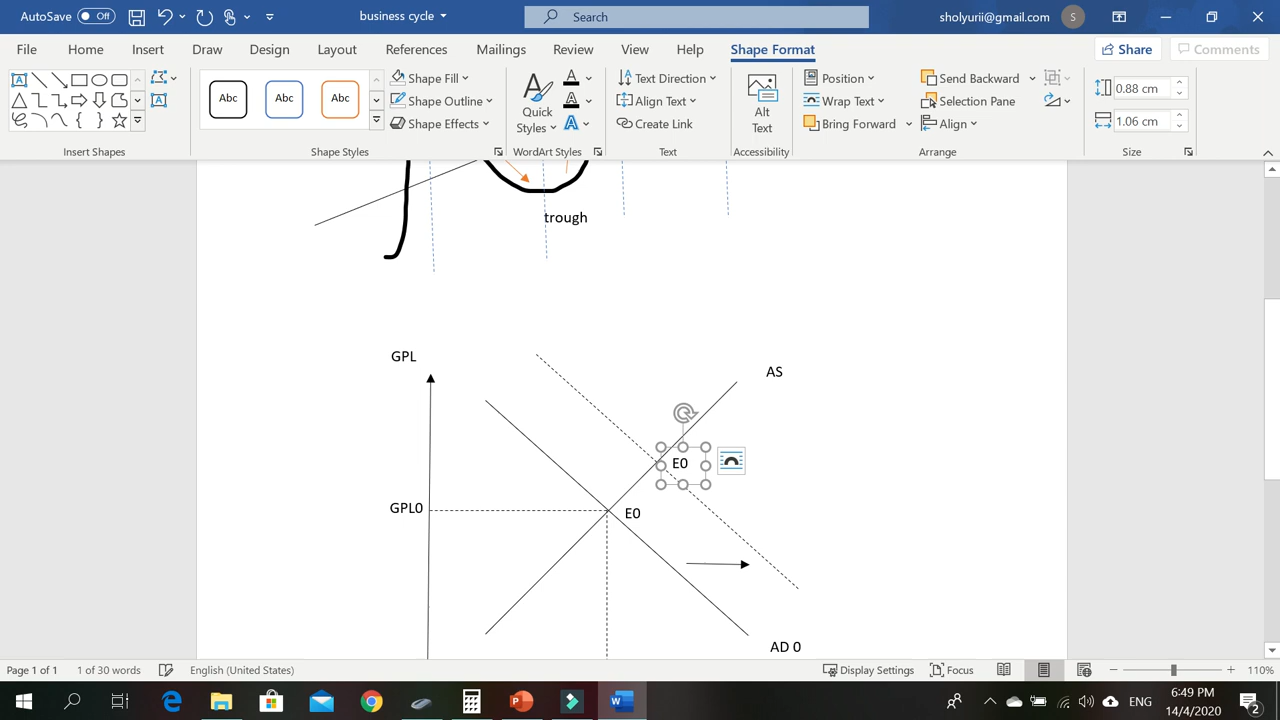 AutoSave Off business cycle Search sholyurii@gmail.com S
File Home Insert Draw Design Layout References Mailings Review View Help Shape Format Share Comments
Abc Abc Abc
Shape Fill
Shape Outline
Shape Effects
Quick
Styles
A
A
A
Text Direction
Align Text
Create Link
Alt
Text
Position
Wrap Text
Bring Forward
Send Backward
Selection Pane
Align
0.88 cm
1.06 cm
Insert Shapes Shape Styles WordArt Styles Text Accessibility Arrange Size
trough
GPL
AS
E0
GPL0
E0
AD 0
Page 1 of 1 1 of 30 words English (United States) Display Settings Focus 110%
ENG
6:49 PM
14/4/2020
2